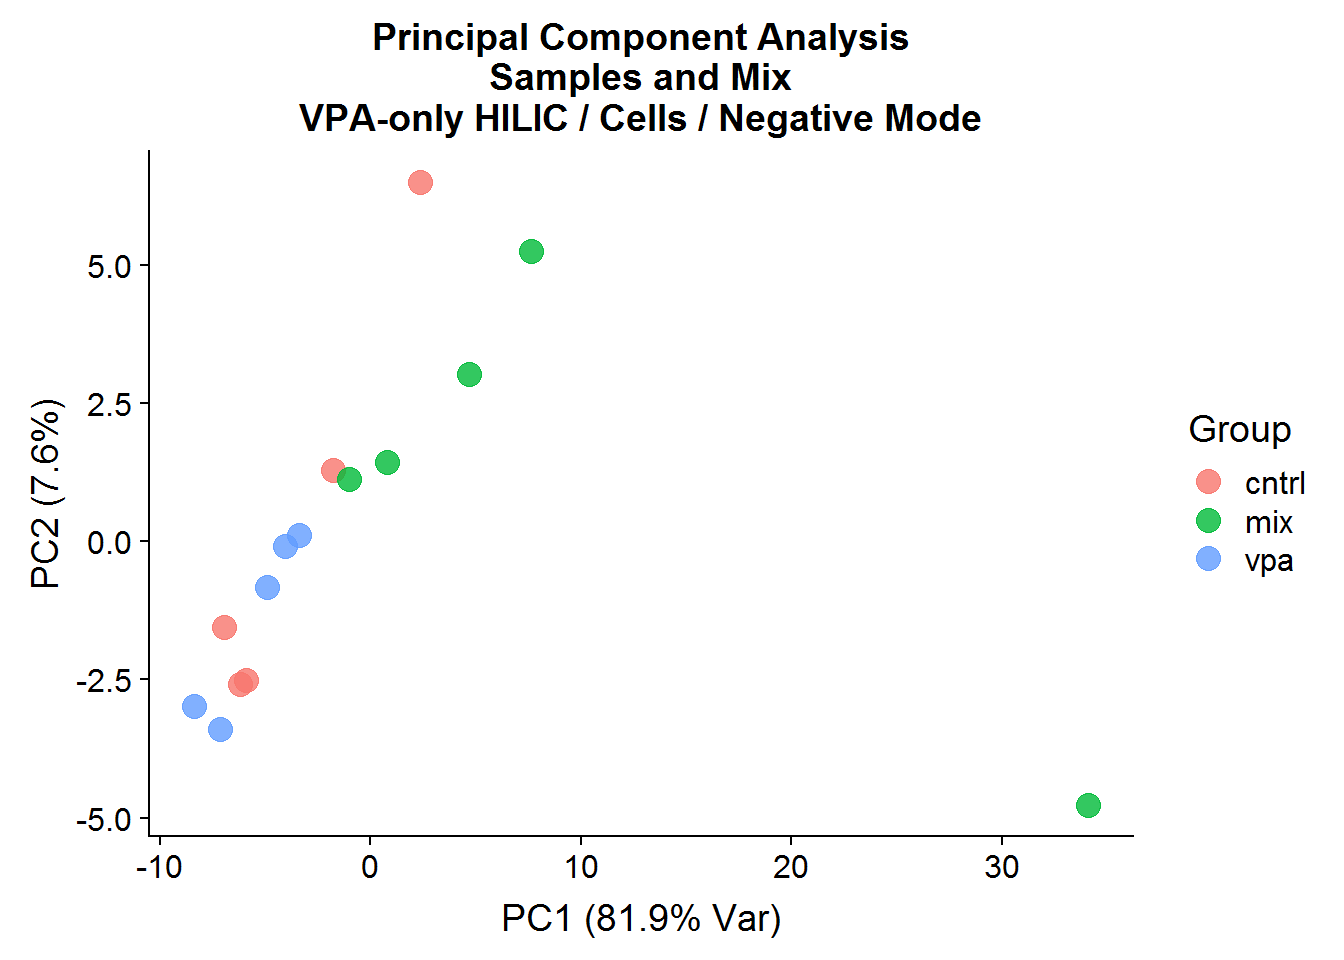 Principal Component Analysis
Samples and Mix
VPA-only HILIC / Cells / Negative Mode
PC2 (7.6%)
5.0
2.5
0.0
-2.5
-5.0
-10
0
10
20
30
PC1 (81.9% Var)
Group
cntrl
mix
vpa